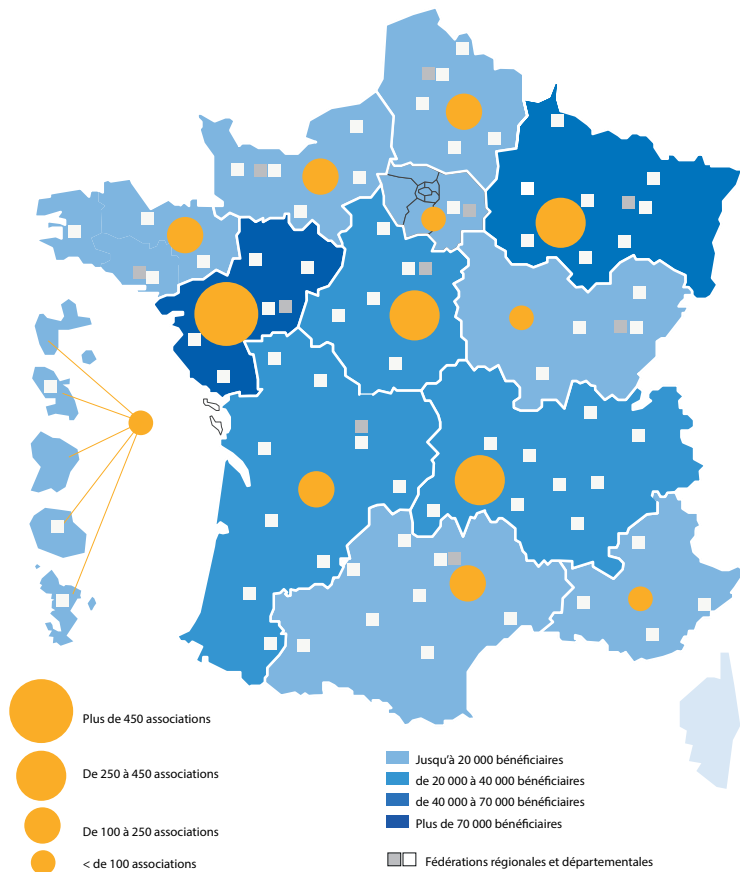 Plus de 450 associations
De 250 à 450 associations
De 100 à 250 associations
< de 100 associations
Jusqu'à 20 000 bénéficiaires
de 20 000 à 40 000 bénéficiaires
de 40 000 à 70 000 bénéficiaires
Plus de 70 000 bénéficiaires
Fédérations régionales et départementales